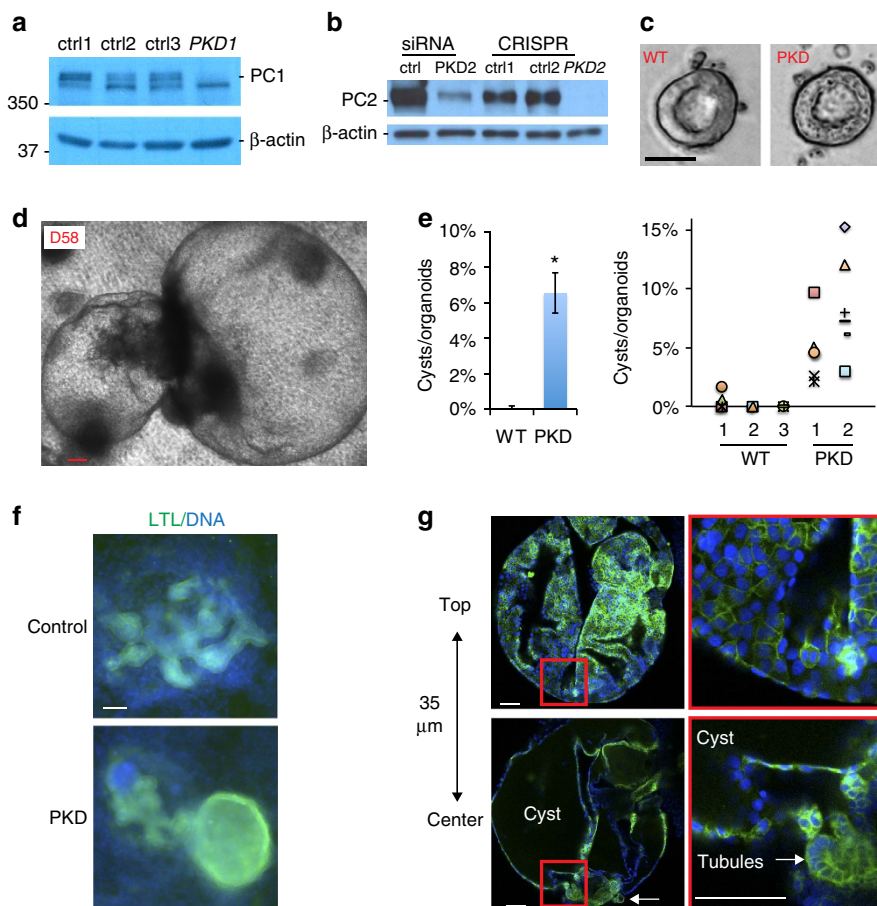 a
ctrl1 ctrl2 ctrl3 PKD1
PC1
350
β-actin
37
b
siRNA CRISPR
ctrl PKD2 ctrl1 ctrl2 PKD2
PC2
β-actin
c
WT
PKD
d
D58
e
Cysts/organoids
10%
8%
6%
4%
2%
0%
*
WT PKD
Cysts/organoids
15%
10%
5%
0%
1 2 3 1 2
WT PKD
f
LTL/DNA
Control
PKD
g
Top
35
μm
Center
Cyst
Cyst
Tubules